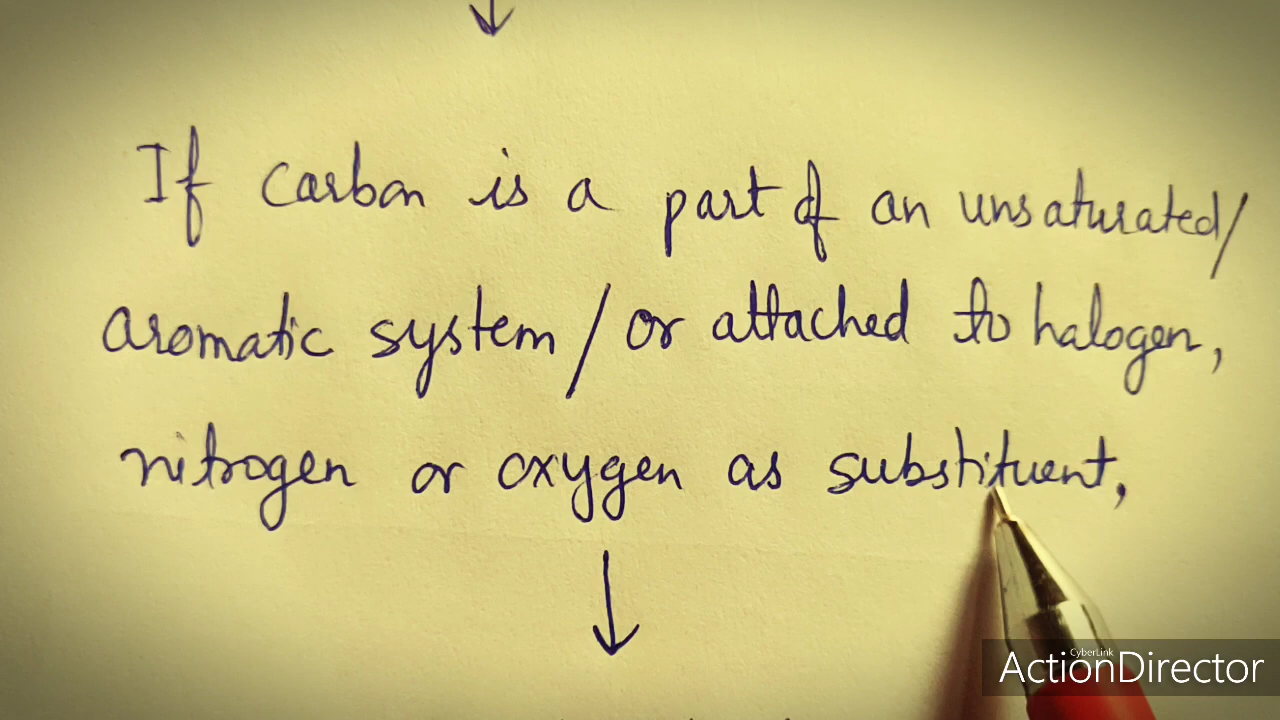 If carbon is a part of an unsaturated/
aromatic system/or attached to halogen,
nitrogen or oxygen as substituent,
CyberLink
ActionDirector